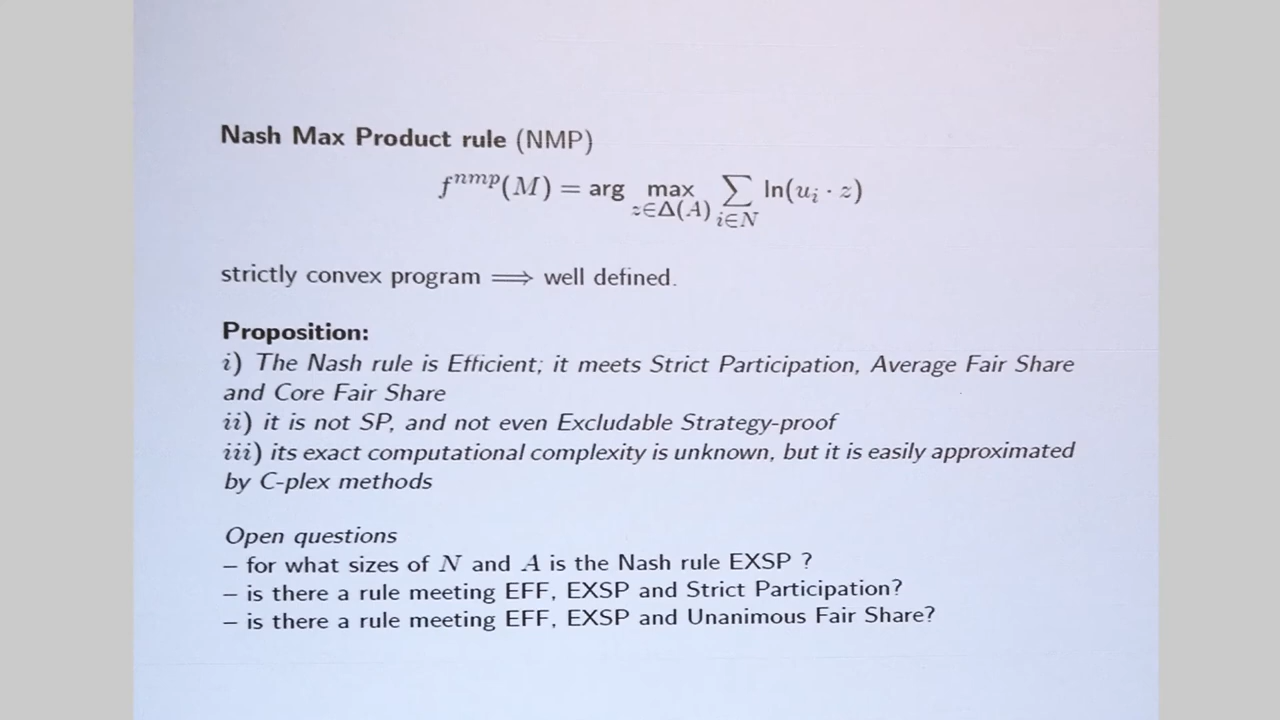 Nash Max Product rule (NMP)
f^{nmp}(M) = arg max_{z∈Δ(A)} ∑_{i∈N} ln(u_i · z)
strictly convex program ⟹ well defined.
Proposition:
i) The Nash rule is Efficient; it meets Strict Participation, Average Fair Share
and Core Fair Share
ii) it is not SP, and not even Excludable Strategy-proof
iii) its exact computational complexity is unknown, but it is easily approximated
by C-plex methods
Open questions
– for what sizes of N and A is the Nash rule EXSP ?
– is there a rule meeting EFF, EXSP and Strict Participation?
– is there a rule meeting EFF, EXSP and Unanimous Fair Share?